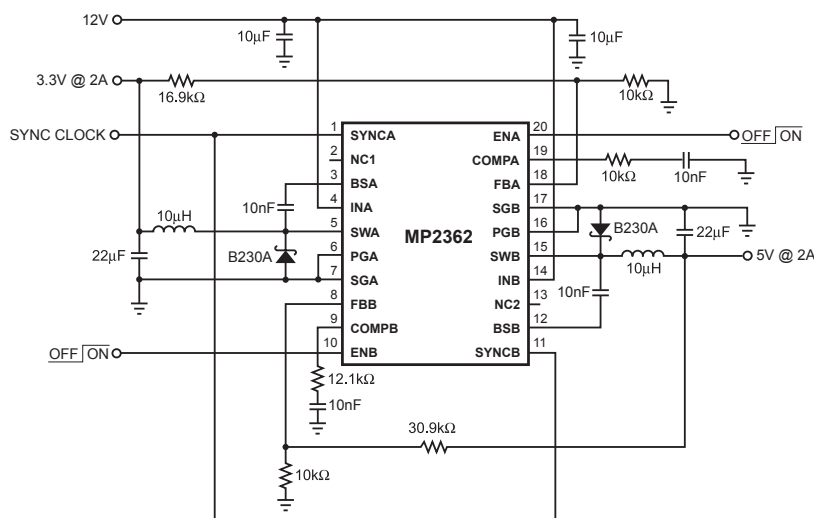 12V
10µF
10µF
3.3V @ 2A
16.9kΩ
10kΩ
SYNC CLOCK
1
SYNCA
ENA
20
OFF ON
2
NC1
COMPA
19
10kΩ
10nF
3
BSA
FBA
18
10nF
4
INA
SGB
17
10µH
5
SWA
MP2362
PGB
16
B230A
22µF
22µF
B230A
6
PGA
SWB
15
10µH
5V @ 2A
7
SGA
INB
14
8
FBB
NC2
13
10nF
9
COMPB
BSB
12
OFF ON
10
ENB
SYNCB
11
12.1kΩ
10nF
30.9kΩ
10kΩ